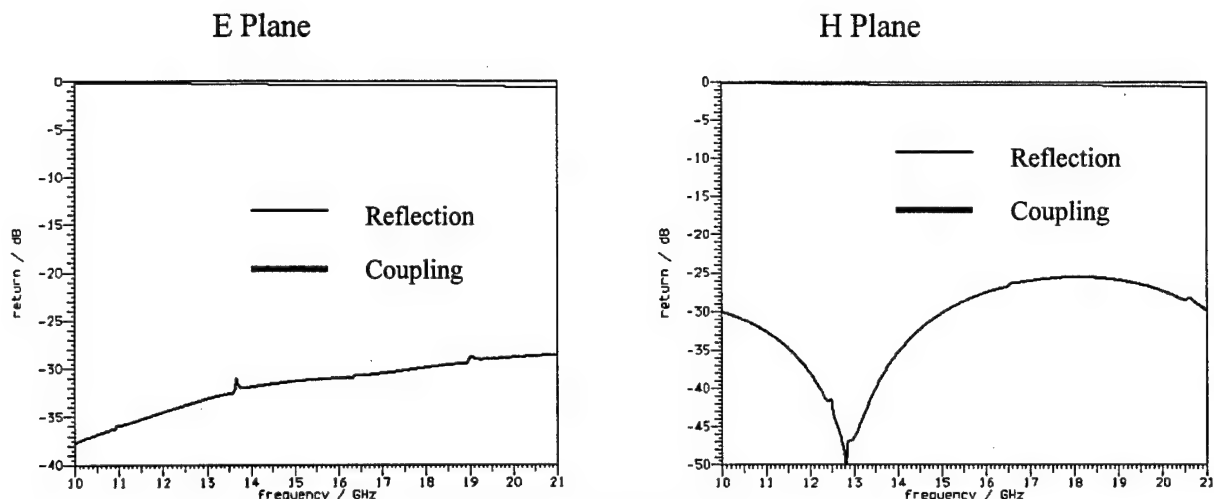 E Plane
0
-5
-10
-15
-20
-25
-30
-35
-40
return / dB
Reflection
Coupling
10 11 12 13 14 15 16 17 18 19 20 21
frequency / GHz
H Plane
0
-5
-10
-15
-20
-25
-30
-35
-40
-45
-50
return / dB
Reflection
Coupling
10 11 12 13 14 15 16 17 18 19 20 21
frequency / GHz